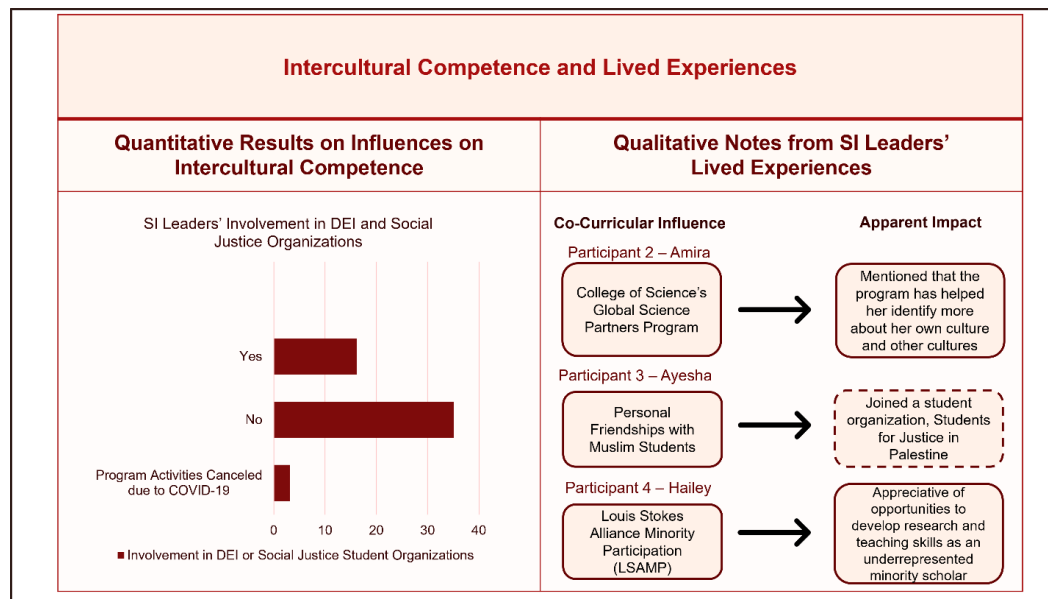 Intercultural Competence and Lived Experiences
Quantitative Results on Influences on
Intercultural Competence
SI Leaders' Involvement in DEI and Social
Justice Organizations
Yes
No
Program Activities Canceled
due to COVID-19
0
10
20
30
40
Involvement in DEI or Social Justice Student Organizations
Qualitative Notes from SI Leaders'
Lived Experiences
Co-Curricular Influence
Apparent Impact
Participant 2 – Amira
College of Science's
Global Science
Partners Program
Mentioned that the
program has helped
her identify more
about her own culture
and other cultures
Participant 3 – Ayesha
Personal
Friendships with
Muslim Students
Joined a student
organization, Students
for Justice in
Palestine
Participant 4 – Hailey
Louis Stokes
Alliance Minority
Participation
(LSAMP)
Appreciative of
opportunities to
develop research and
teaching skills as an
underrepresented
minority scholar